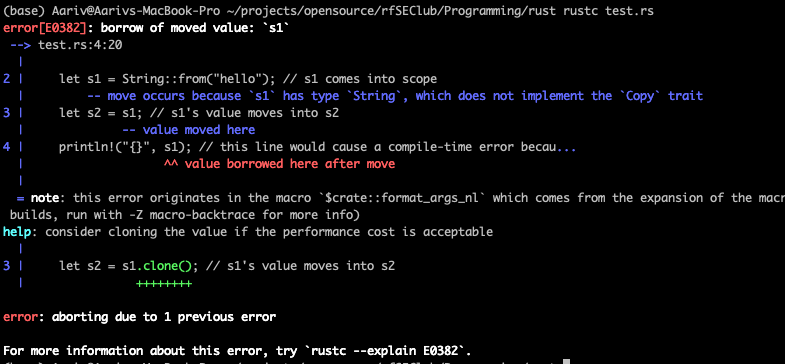 (base) Aariv@Aarivs-MacBook-Pro ~/projects/opensource/rfSEClub/Programming/rust rustc test.rs
error[E0382]: borrow of moved value: `s1`
 --> test.rs:4:20
  |
2 |     let s1 = String::from("hello"); // s1 comes into scope
  |         -- move occurs because `s1` has type `String`, which does not implement the `Copy` trait
3 |     let s2 = s1; // s1's value moves into s2
  |              -- value moved here
4 |     println!("{}", s1); // this line would cause a compile-time error becau...
  |                    ^^ value borrowed here after move
  |
  = note: this error originates in the macro `$crate::format_args_nl` which comes from the expansion of the macr
 builds, run with -Z macro-backtrace for more info)
help: consider cloning the value if the performance cost is acceptable
  |
3 |     let s2 = s1.clone(); // s1's value moves into s2
  |                ++++++++

error: aborting due to 1 previous error

For more information about this error, try `rustc --explain E0382`.